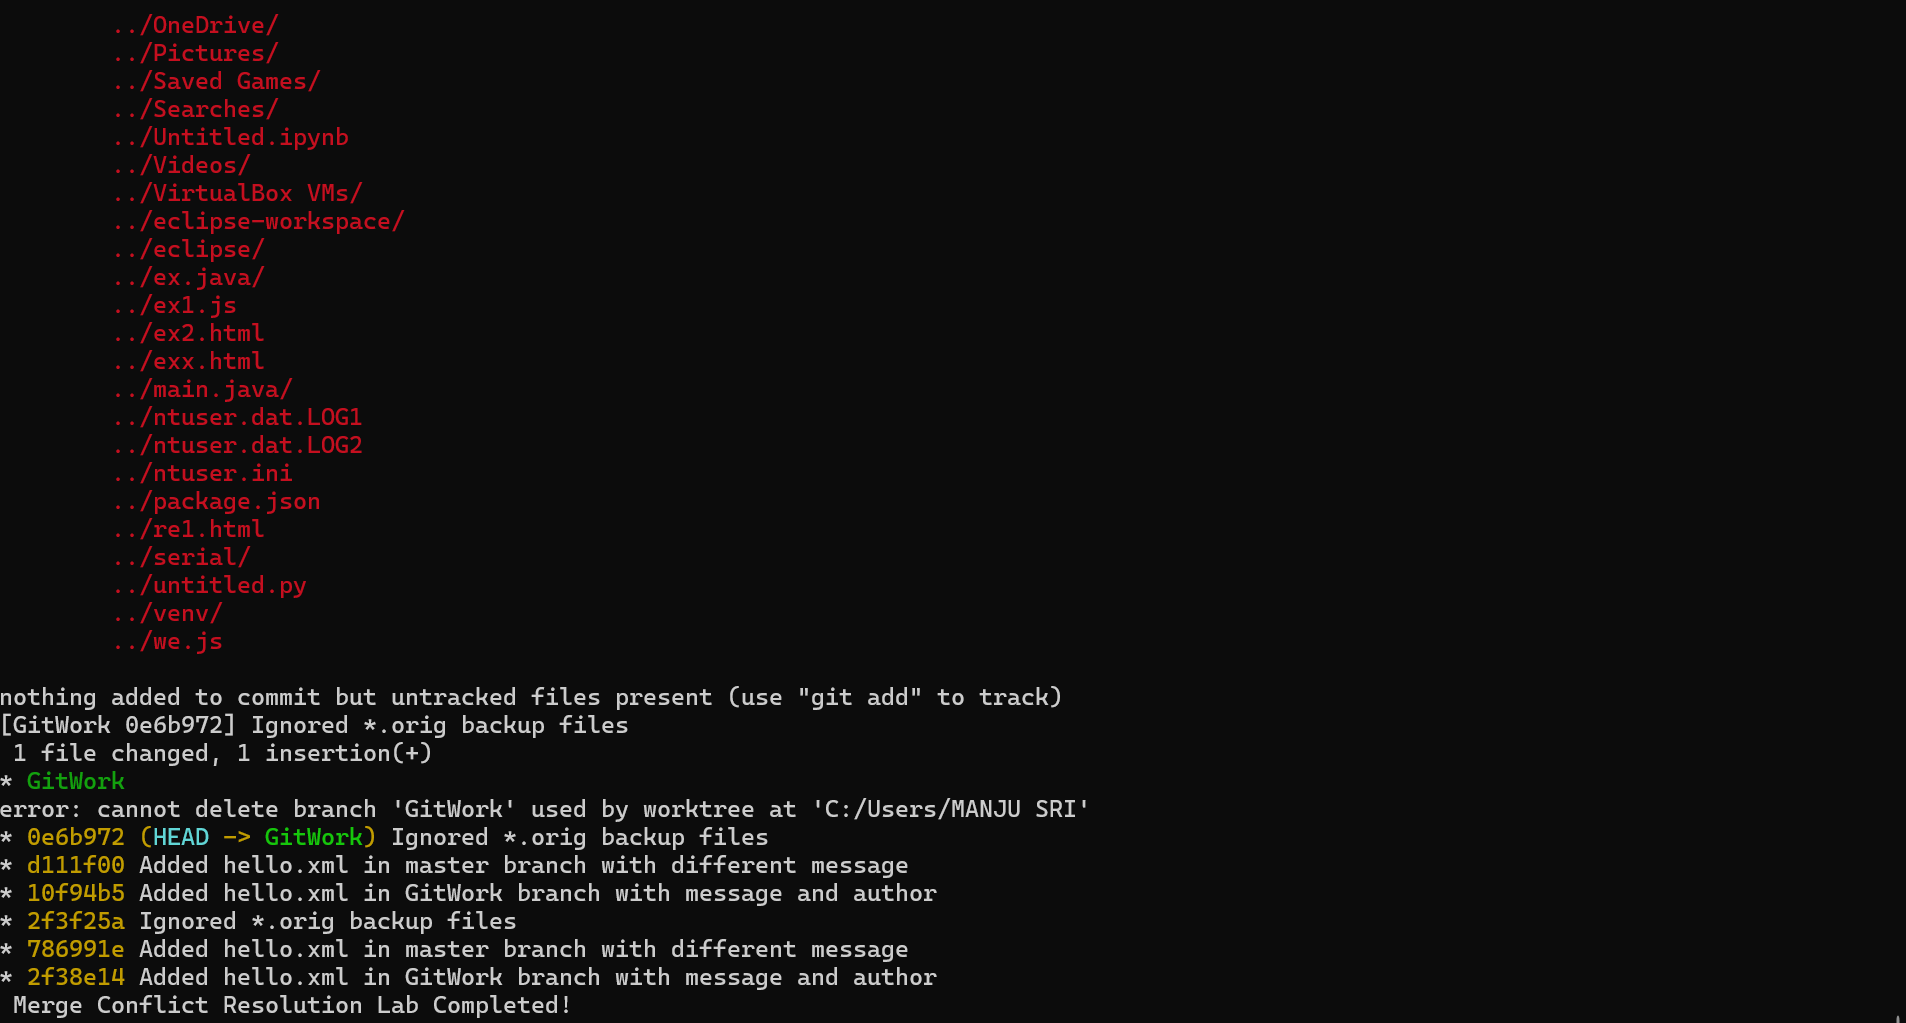 ../OneDrive/
../Pictures/
../Saved Games/
../Searches/
../Untitled.ipynb
../Videos/
../VirtualBox VMs/
../eclipse-workspace/
../eclipse/
../ex.java/
../ex1.js
../ex2.html
../exx.html
../main.java/
../ntuser.dat.LOG1
../ntuser.dat.LOG2
../ntuser.ini
../package.json
../re1.html
../serial/
../untitled.py
../venv/
../we.js
nothing added to commit but untracked files present (use "git add" to track)
[GitWork 0e6b972] Ignored *.orig backup files
 1 file changed, 1 insertion(+)
* GitWork
error: cannot delete branch 'GitWork' used by worktree at 'C:/Users/MANJU SRI'
* 0e6b972 (HEAD -> GitWork) Ignored *.orig backup files
* d111f00 Added hello.xml in master branch with different message
* 10f94b5 Added hello.xml in GitWork branch with message and author
* 2f3f25a Ignored *.orig backup files
* 786991e Added hello.xml in master branch with different message
* 2f38e14 Added hello.xml in GitWork branch with message and author
 Merge Conflict Resolution Lab Completed!